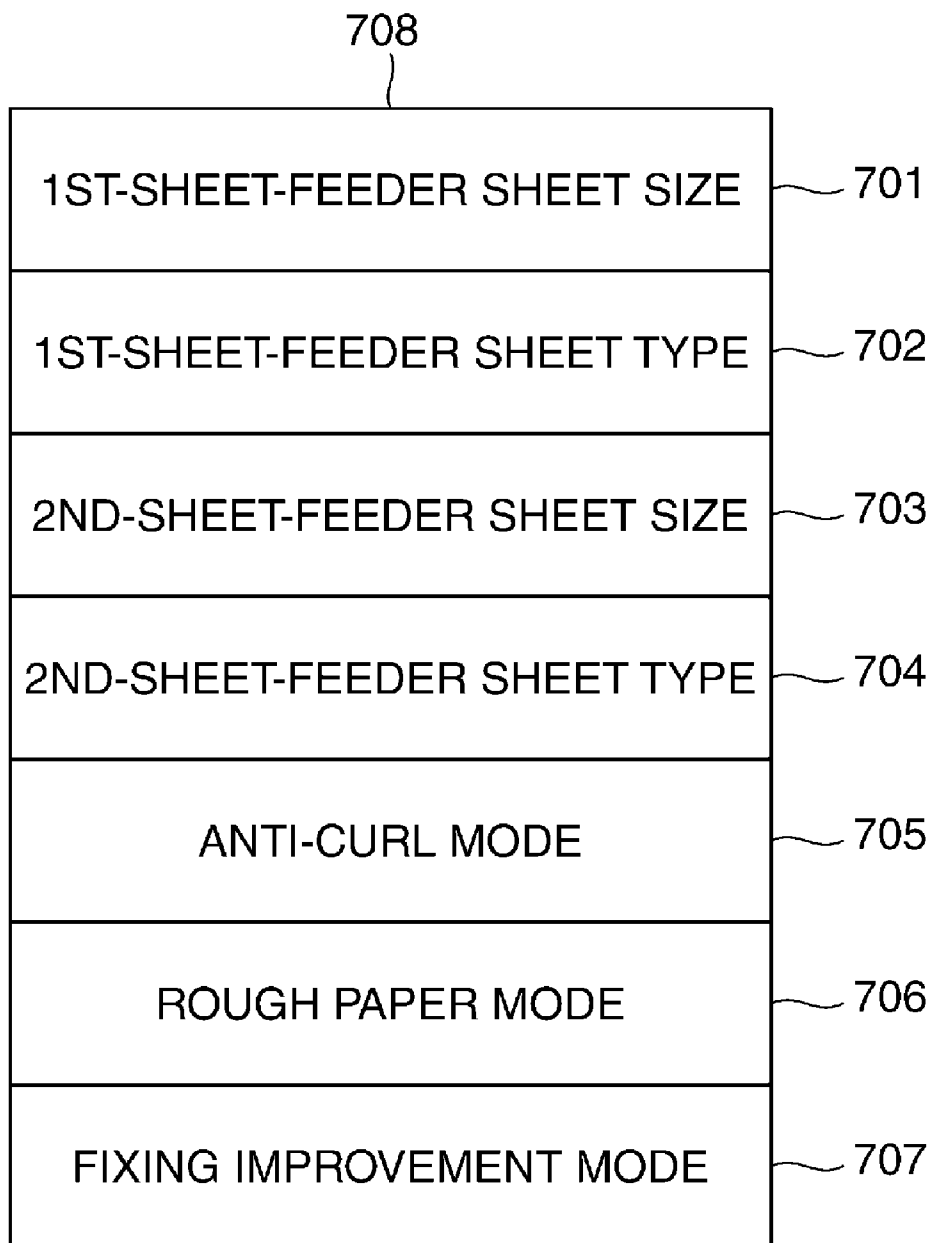 708
1ST-SHEET-FEEDER SHEET SIZE 701
1ST-SHEET-FEEDER SHEET TYPE 702
2ND-SHEET-FEEDER SHEET SIZE 703
2ND-SHEET-FEEDER SHEET TYPE 704
ANTI-CURL MODE 705
ROUGH PAPER MODE 706
FIXING IMPROVEMENT MODE 707